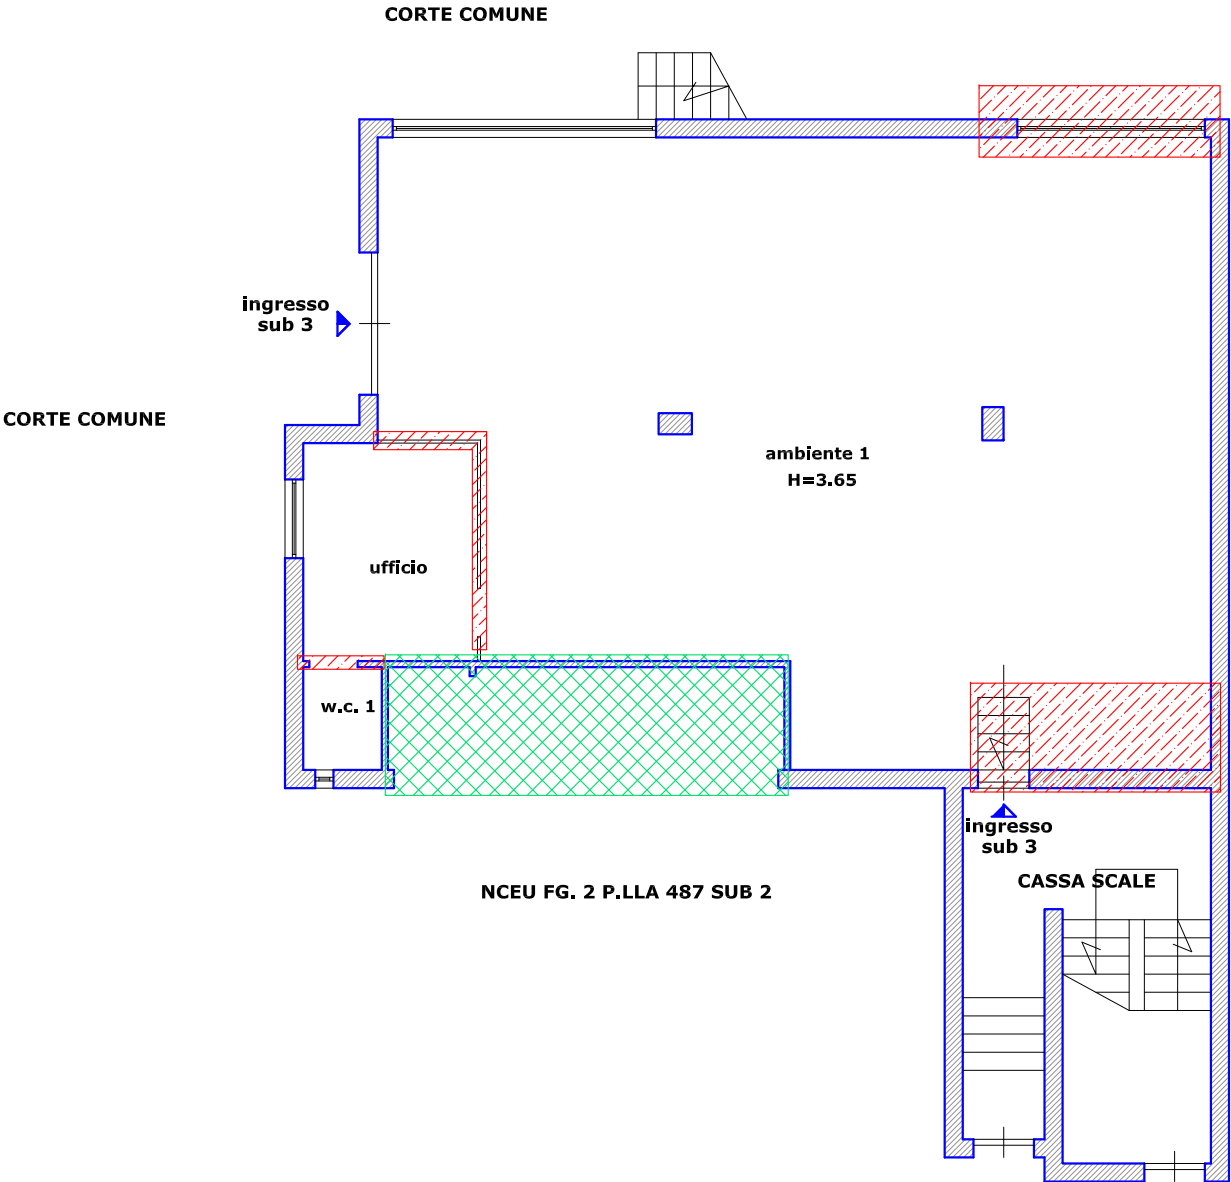 CORTE COMUNE
ingresso
sub 3
CORTE COMUNE
ambiente 1
H=3.65
ufficio
w.c. 1
ingresso
sub 3
CASSA SCALE
NCEU FG. 2 P.LLA 487 SUB 2